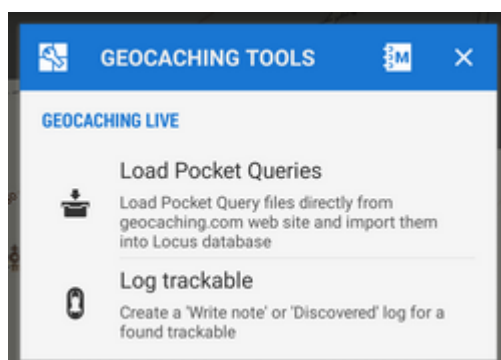 GEOCACHING TOOLS
M
GEOCACHING LIVE
Load Pocket Queries
Load Pocket Query files directly from
geocaching.com web site and import them
into Locus database
Log trackable
Create a 'Write note' or 'Discovered' log for a
found trackable